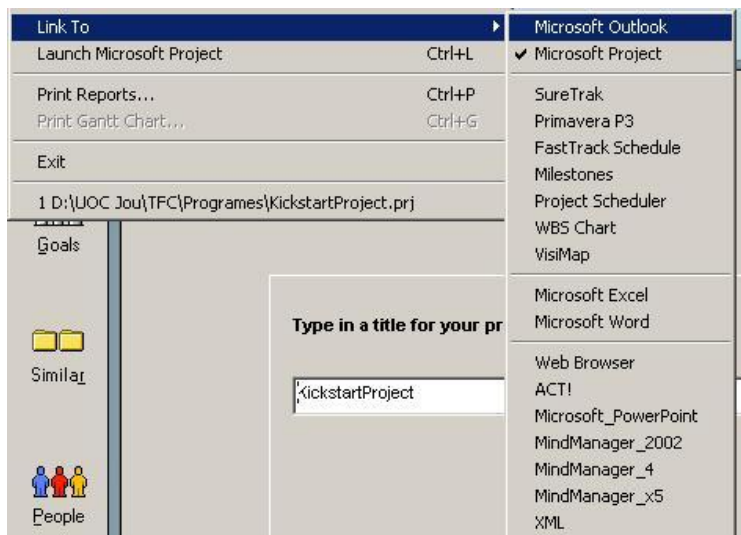 Link To
Launch Microsoft Project Ctrl+L
Print Reports... Ctrl+P
Print Gantt Chart... Ctrl+G
Exit
1 D:\UOC Jou\TFC\Programes\KickstartProject.prj
Microsoft Outlook
Microsoft Project
SureTrak
Primavera P3
FastTrack Schedule
Milestones
Project Scheduler
WBS Chart
VisiMap
Microsoft Excel
Microsoft Word
Web Browser
ACT!
Microsoft_PowerPoint
MindManager_2002
MindManager_4
MindManager_x5
XML
Goals
Similar
People
Type in a title for your pr
KickstartProject